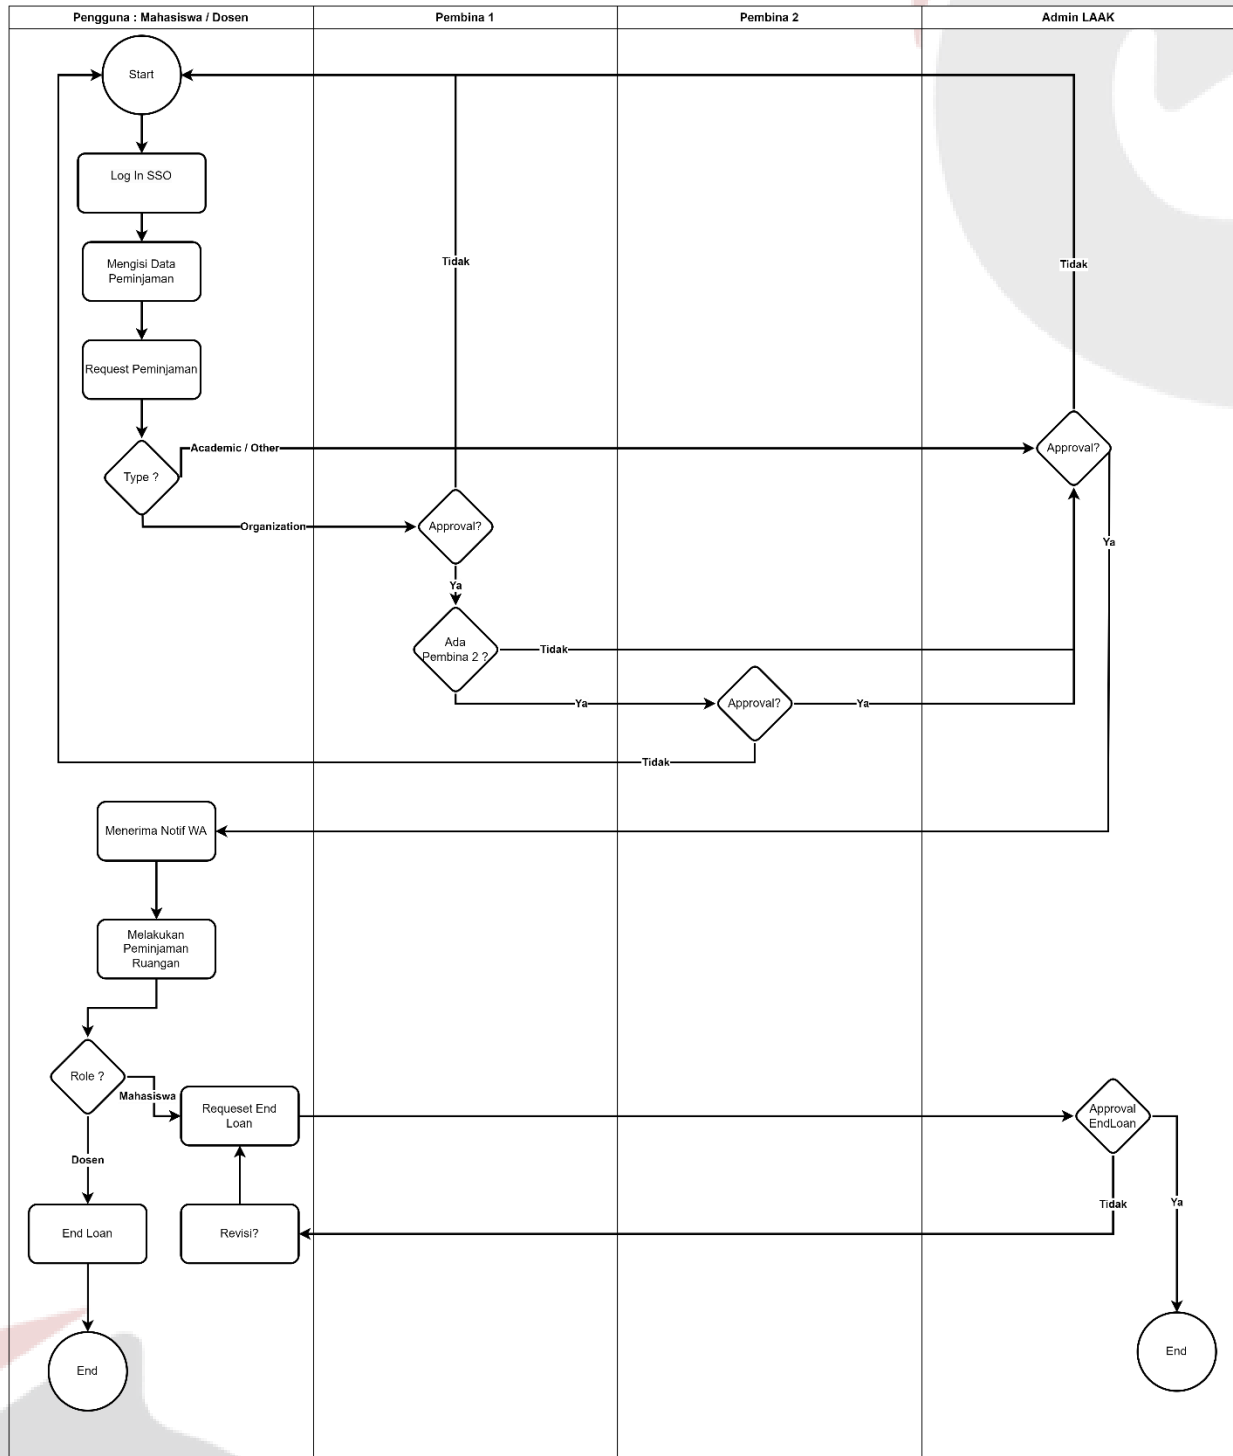 Pengguna : Mahasiswa / Dosen
Pembina 1
Pembina 2
Admin LAAK
Start
Log In SSO
Mengisi Data
Peminjaman
Tidak
Tidak
Request Peminjaman
Type ?
Academic / Other
Approval?
Organization
Approval?
Ya
Ya
Ada
Pembina 2 ?
Tidak
Ya
Approval?
Ya
Tidak
Menerima Notif WA
Melakukan
Peminjaman
Ruangan
Role ?
Mahasiswa
Requeset End
Loan
Approval
EndLoan
Dosen
Tidak
Ya
End Loan
Revisi?
End
End